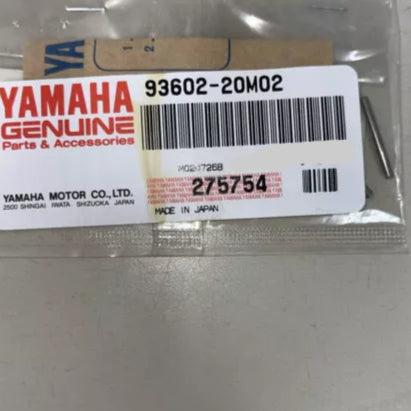 YAMAHA
93602-20M02
YAMAHA
GENUINE
Parts & Accessories
275754
YAMAHA MOTOR CO., LTD.
2500 SHINGAI IWATA SHIZUOKA JAPAN
MADE IN JAPAN